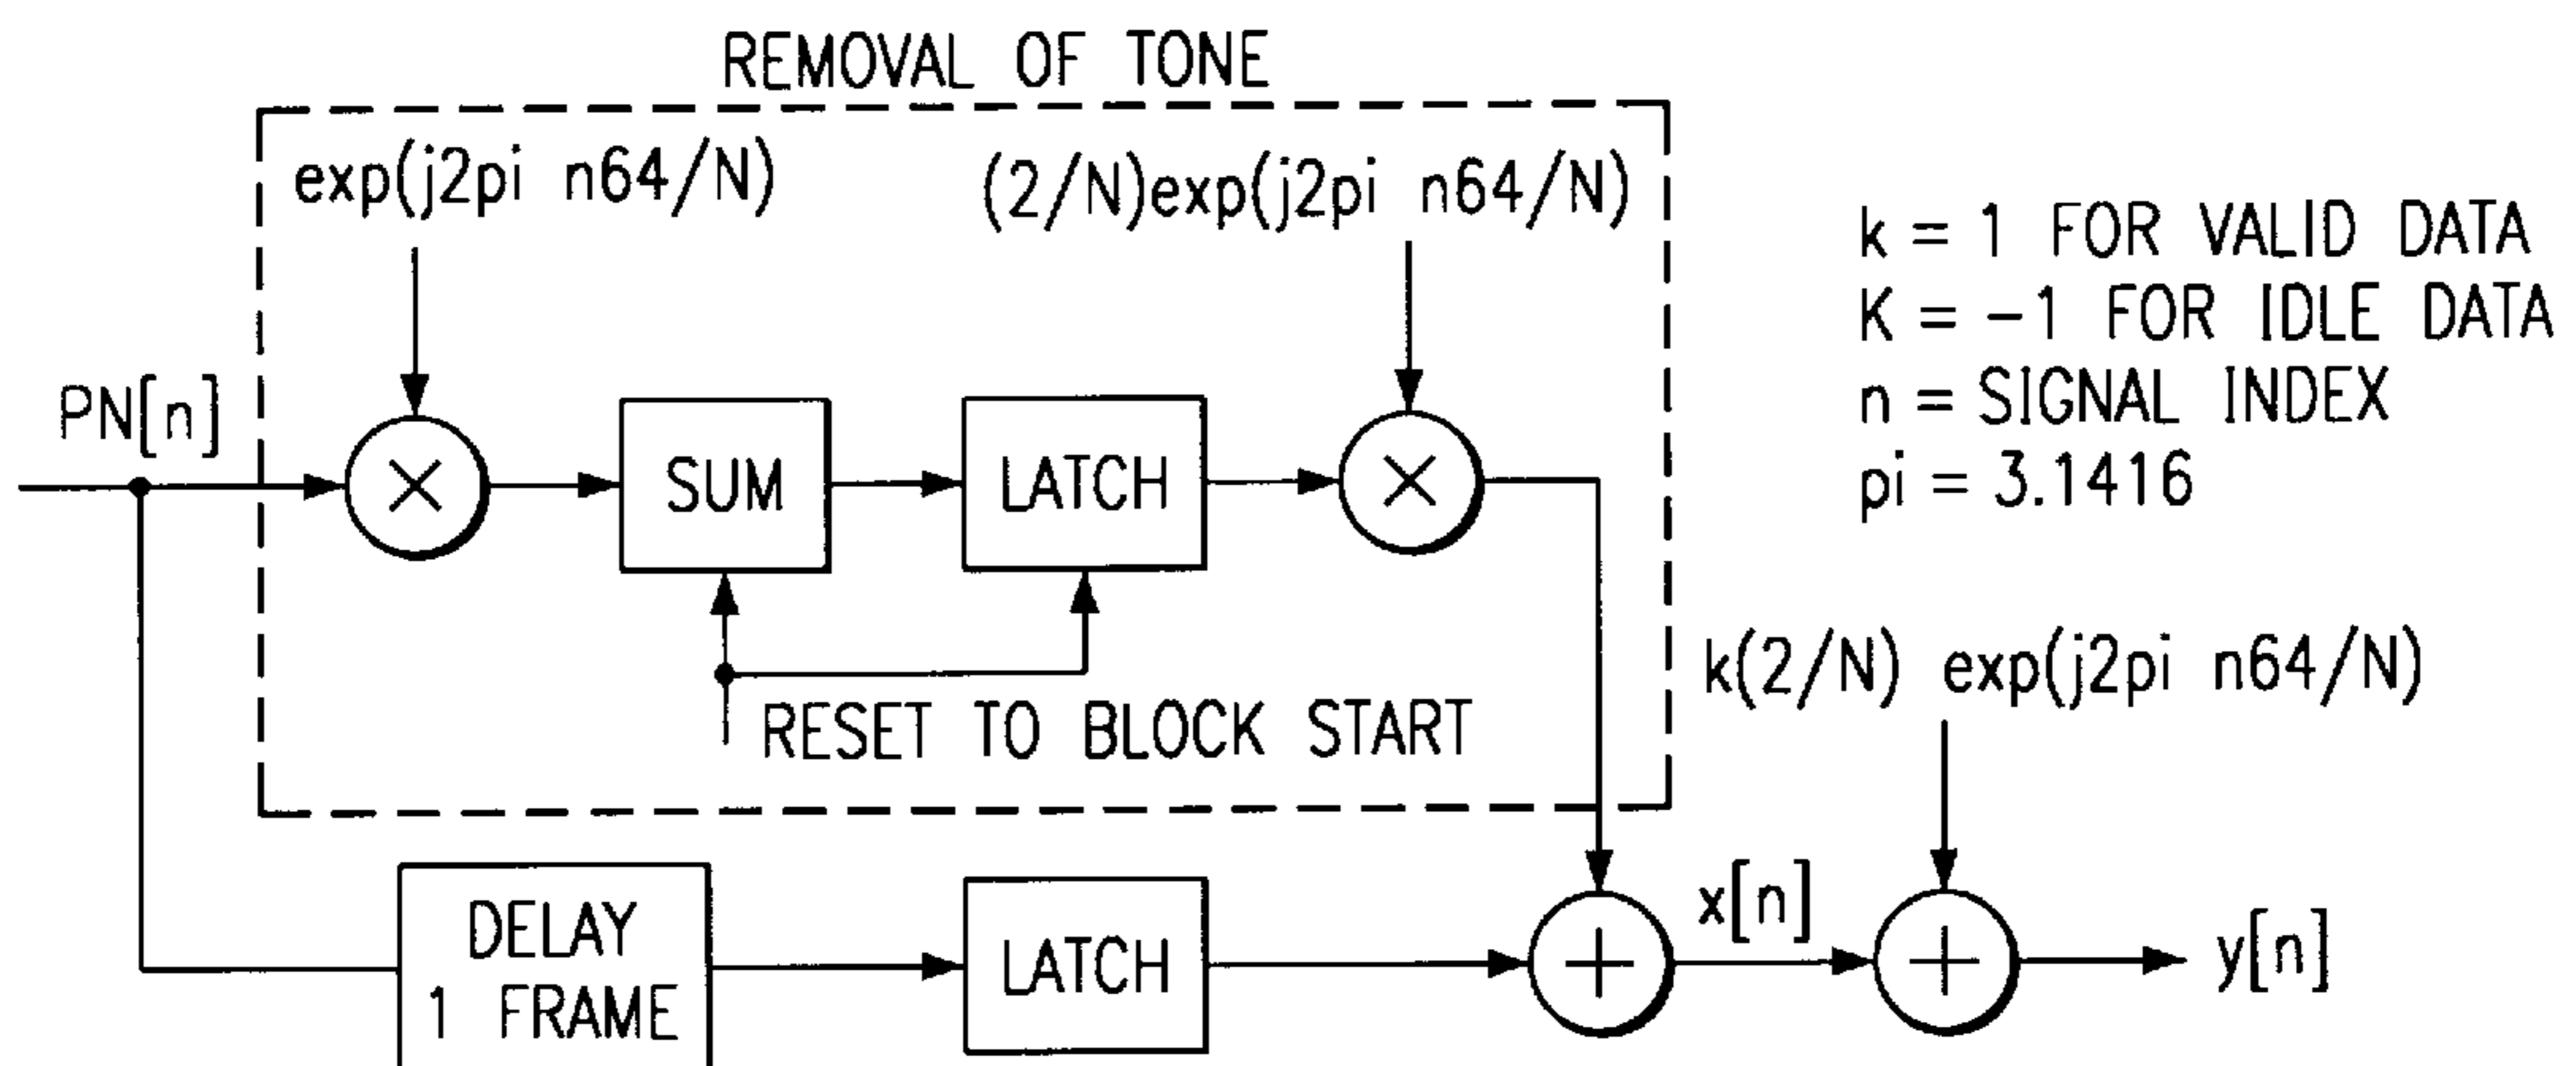 REMOVAL OF TONE
exp(j2pi n64/N)
(2/N)exp(j2pi n64/N)
k = 1 FOR VALID DATA
K = -1 FOR IDLE DATA
n = SIGNAL INDEX
pi = 3.1416
PN[n]
×
SUM
LATCH
×
RESET TO BLOCK START
k(2/N) exp(j2pi n64/N)
DELAY
1 FRAME
LATCH
+
x[n]
+
y[n]